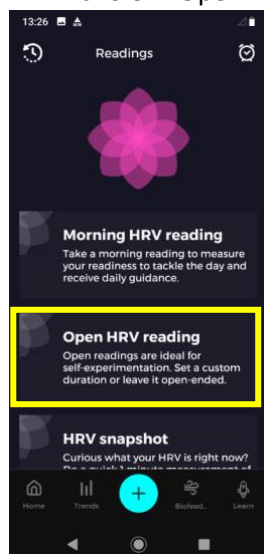 13:26
Readings
Morning HRV reading
Take a morning reading to measure
your readiness to tackle the day and
receive daily guidance.
Open HRV reading
Open readings are ideal for
self-experimentation. Set a custom
duration or leave it open-ended.
HRV snapshot
Curious what your HRV is right now?
Home Trends Biofeed.. Learn